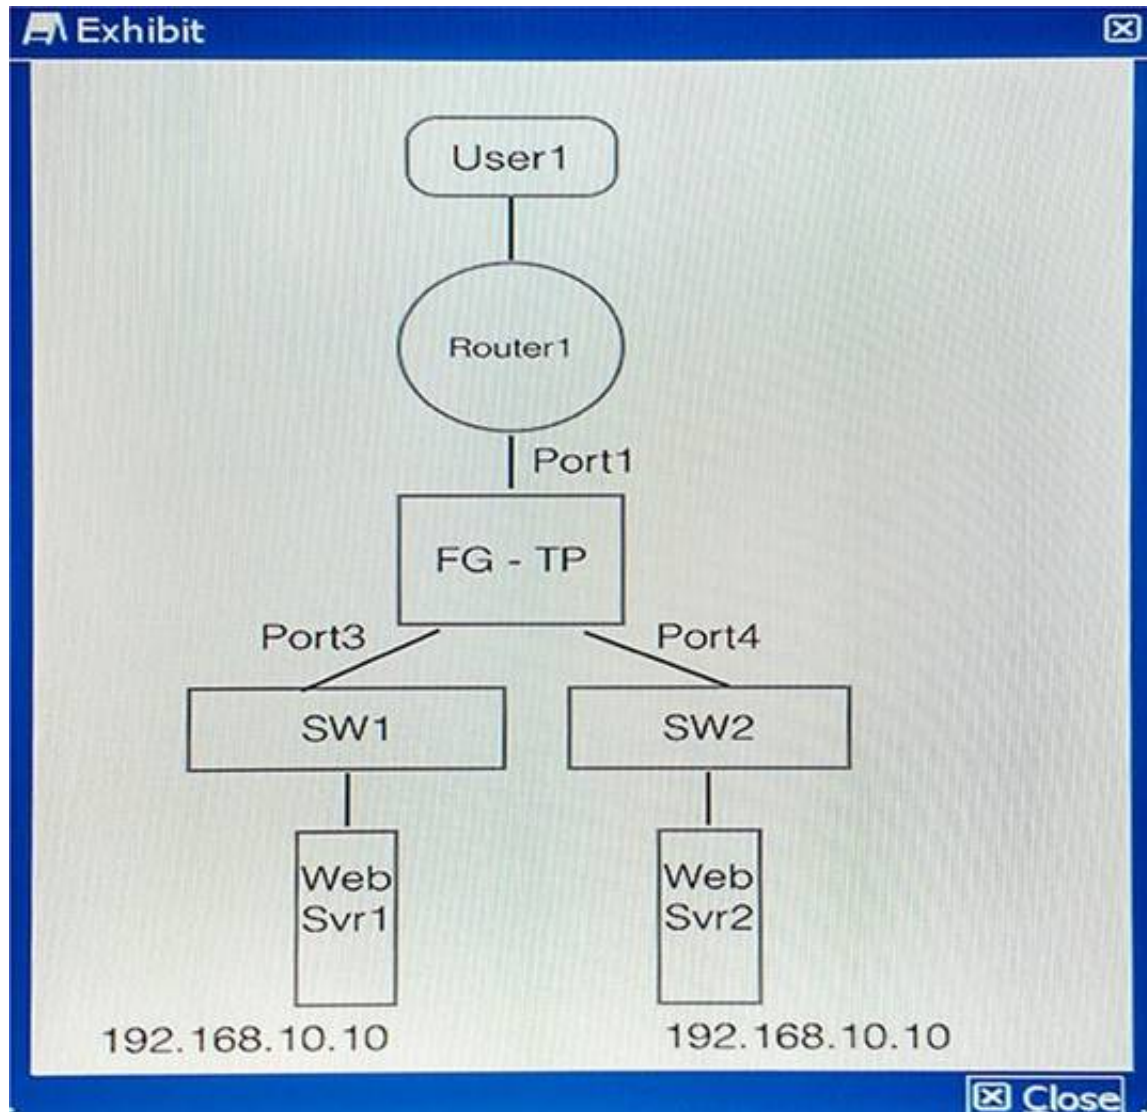 Exhibit
User1
Router1
Port1
FG - TP
Port3
Port4
SW1
SW2
Web
Svr1
Web
Svr2
192.168.10.10
192.168.10.10
Close